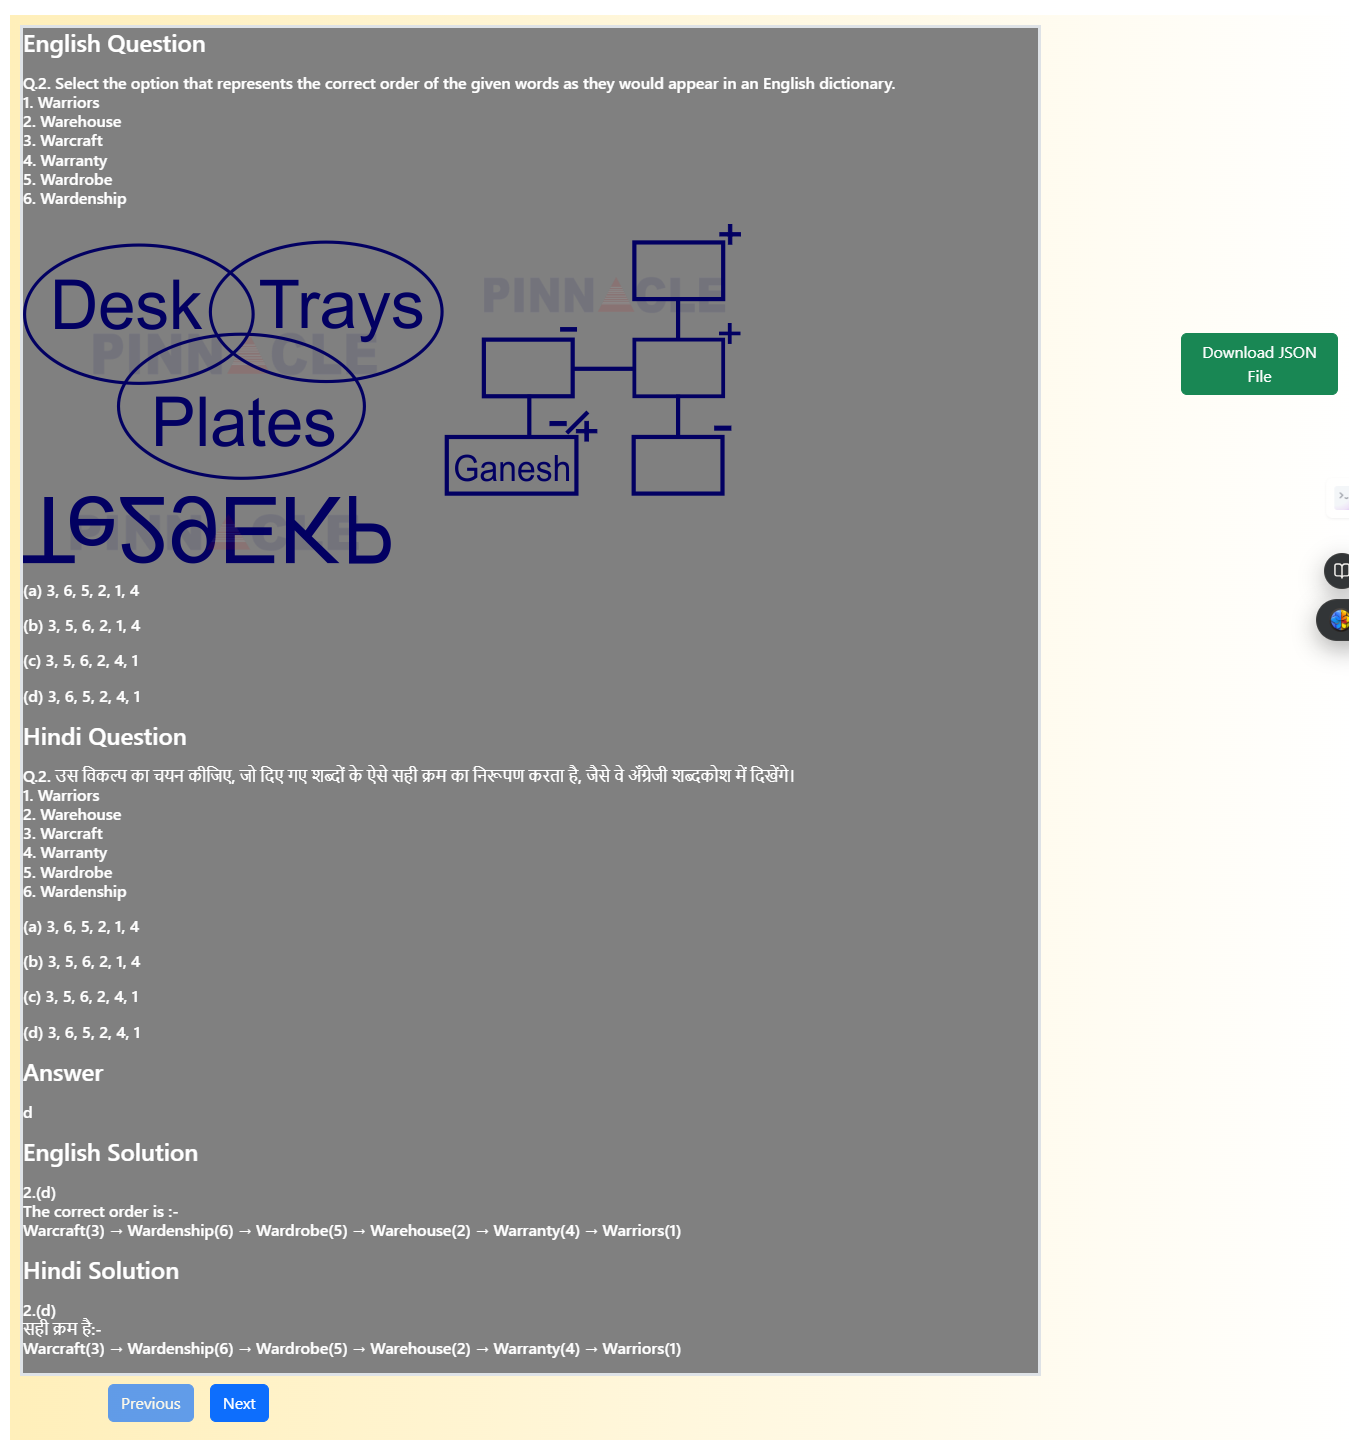 English Question
Q.2. Select the option that represents the correct order of the given words as they would appear in an English dictionary.
1. Warriors
2. Warehouse
3. Warcraft
4. Warranty
5. Wardrobe
6. Wardenship
Desk Trays
Plates
PINNACLE
PINNACLE
+
-
+
-/+
-
Ganesh
PINNACLE
(a) 3, 6, 5, 2, 1, 4
(b) 3, 5, 6, 2, 1, 4
(c) 3, 5, 6, 2, 4, 1
(d) 3, 6, 5, 2, 4, 1
Hindi Question
Q.2. उस विकल्प का चयन कीजिए, जो दिए गए शब्दों के ऐसे सही क्रम का निरूपण करता है, जैसे वे अँग्रेजी शब्दकोश में दिखेंगे।
1. Warriors
2. Warehouse
3. Warcraft
4. Warranty
5. Wardrobe
6. Wardenship
(a) 3, 6, 5, 2, 1, 4
(b) 3, 5, 6, 2, 1, 4
(c) 3, 5, 6, 2, 4, 1
(d) 3, 6, 5, 2, 4, 1
Answer
d
English Solution
2.(d)
The correct order is :-
Warcraft(3) → Wardenship(6) → Wardrobe(5) → Warehouse(2) → Warranty(4) → Warriors(1)
Hindi Solution
2.(d)
सही क्रम है:-
Warcraft(3) → Wardenship(6) → Wardrobe(5) → Warehouse(2) → Warranty(4) → Warriors(1)
Previous Next
Download JSON
File